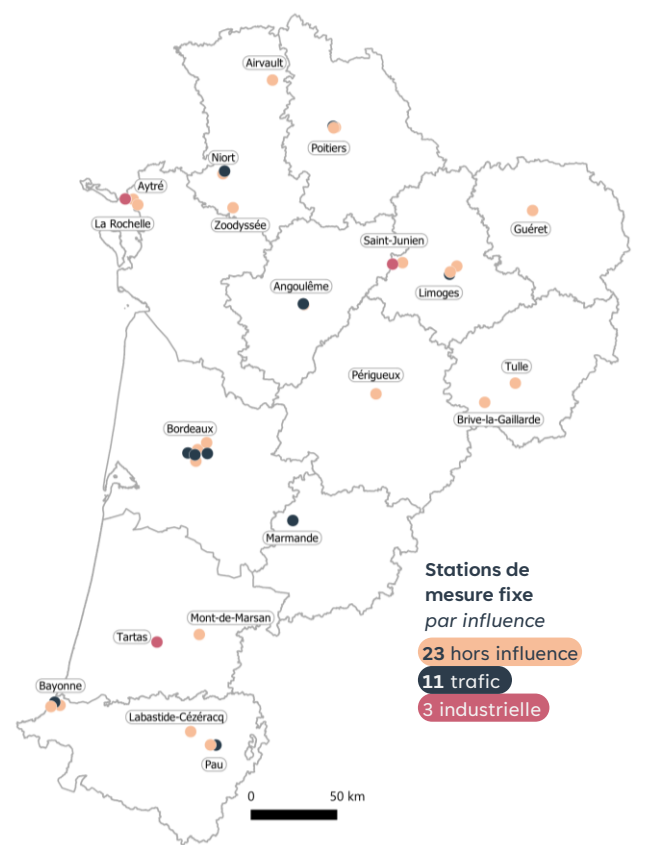 Airvault
Poitiers
Niort
Aytré
La Rochelle
Zoodyssée
Saint-Junien
Guéret
Angoulême
Limoges
Périgueux
Tulle
Brive-la-Gaillarde
Bordeaux
Marmande
Stations de
mesure fixe
par influence
23 hors influence
11 trafic
3 industrielle
Mont-de-Marsan
Tartas
Bayonne
Labastide-Cézéracq
Pau
0 50 km